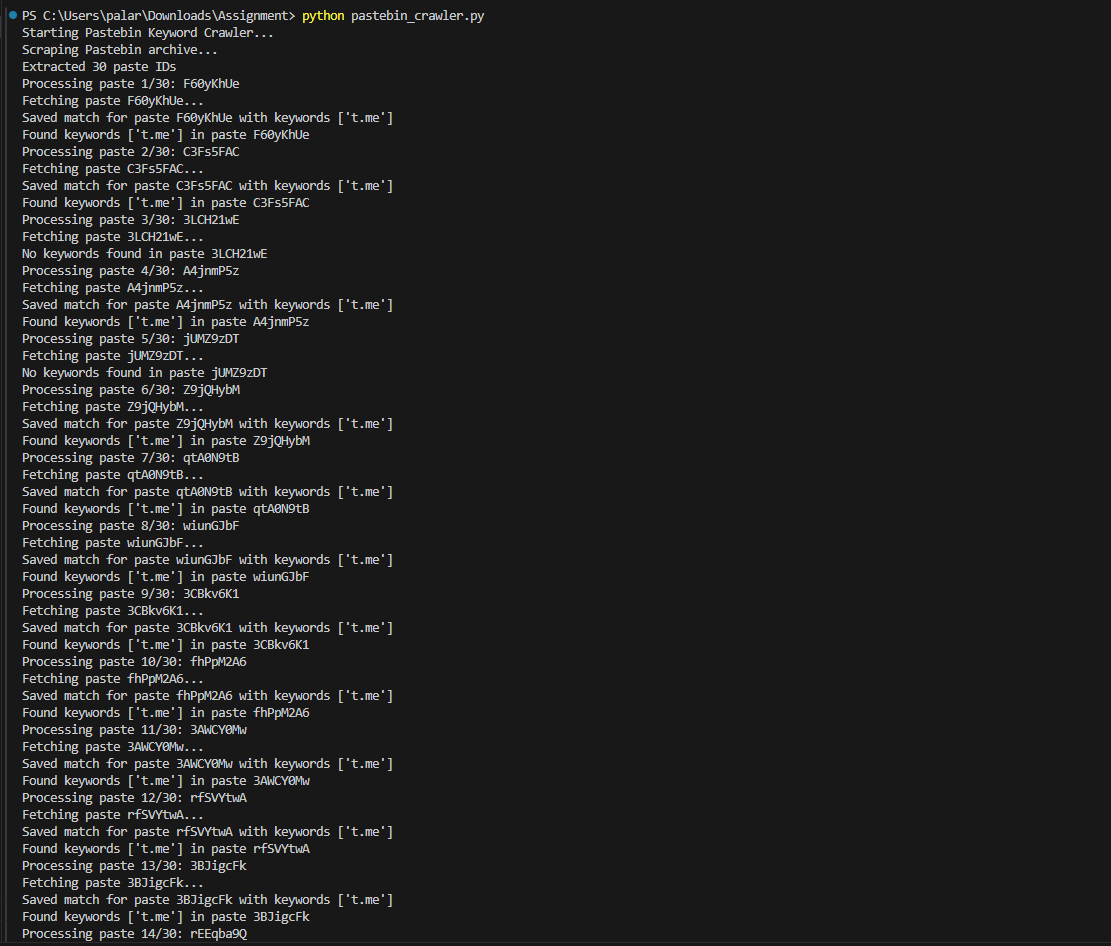 PS C:\Users\palar\Downloads\Assignment> python pastebin_crawler.py
Starting Pastebin Keyword Crawler...
Scraping Pastebin archive...
Extracted 30 paste IDs
Processing paste 1/30: F60yKhUe
Fetching paste F60yKhUe...
Saved match for paste F60yKhUe with keywords ['t.me']
Found keywords ['t.me'] in paste F60yKhUe
Processing paste 2/30: C3Fs5FAC
Fetching paste C3Fs5FAC...
Saved match for paste C3Fs5FAC with keywords ['t.me']
Found keywords ['t.me'] in paste C3Fs5FAC
Processing paste 3/30: 3LCH21wE
Fetching paste 3LCH21wE...
No keywords found in paste 3LCH21wE
Processing paste 4/30: A4jnmP5z
Fetching paste A4jnmP5z...
Saved match for paste A4jnmP5z with keywords ['t.me']
Found keywords ['t.me'] in paste A4jnmP5z
Processing paste 5/30: jUMZ9zDT
Fetching paste jUMZ9zDT...
No keywords found in paste jUMZ9zDT
Processing paste 6/30: Z9jQHybM
Fetching paste Z9jQHybM...
Saved match for paste Z9jQHybM with keywords ['t.me']
Found keywords ['t.me'] in paste Z9jQHybM
Processing paste 7/30: qtA0N9tB
Fetching paste qtA0N9tB...
Saved match for paste qtA0N9tB with keywords ['t.me']
Found keywords ['t.me'] in paste qtA0N9tB
Processing paste 8/30: wiunGJbF
Fetching paste wiunGJbF...
Saved match for paste wiunGJbF with keywords ['t.me']
Found keywords ['t.me'] in paste wiunGJbF
Processing paste 9/30: 3CBkv6K1
Fetching paste 3CBkv6K1...
Saved match for paste 3CBkv6K1 with keywords ['t.me']
Found keywords ['t.me'] in paste 3CBkv6K1
Processing paste 10/30: fhPpM2A6
Fetching paste fhPpM2A6...
Saved match for paste fhPpM2A6 with keywords ['t.me']
Found keywords ['t.me'] in paste fhPpM2A6
Processing paste 11/30: 3AWCY0Mw
Fetching paste 3AWCY0Mw...
Saved match for paste 3AWCY0Mw with keywords ['t.me']
Found keywords ['t.me'] in paste 3AWCY0Mw
Processing paste 12/30: rfSVYtwA
Fetching paste rfSVYtwA...
Saved match for paste rfSVYtwA with keywords ['t.me']
Found keywords ['t.me'] in paste rfSVYtwA
Processing paste 13/30: 3BJigcFk
Fetching paste 3BJigcFk...
Saved match for paste 3BJigcFk with keywords ['t.me']
Found keywords ['t.me'] in paste 3BJigcFk
Processing paste 14/30: rEEqba9Q